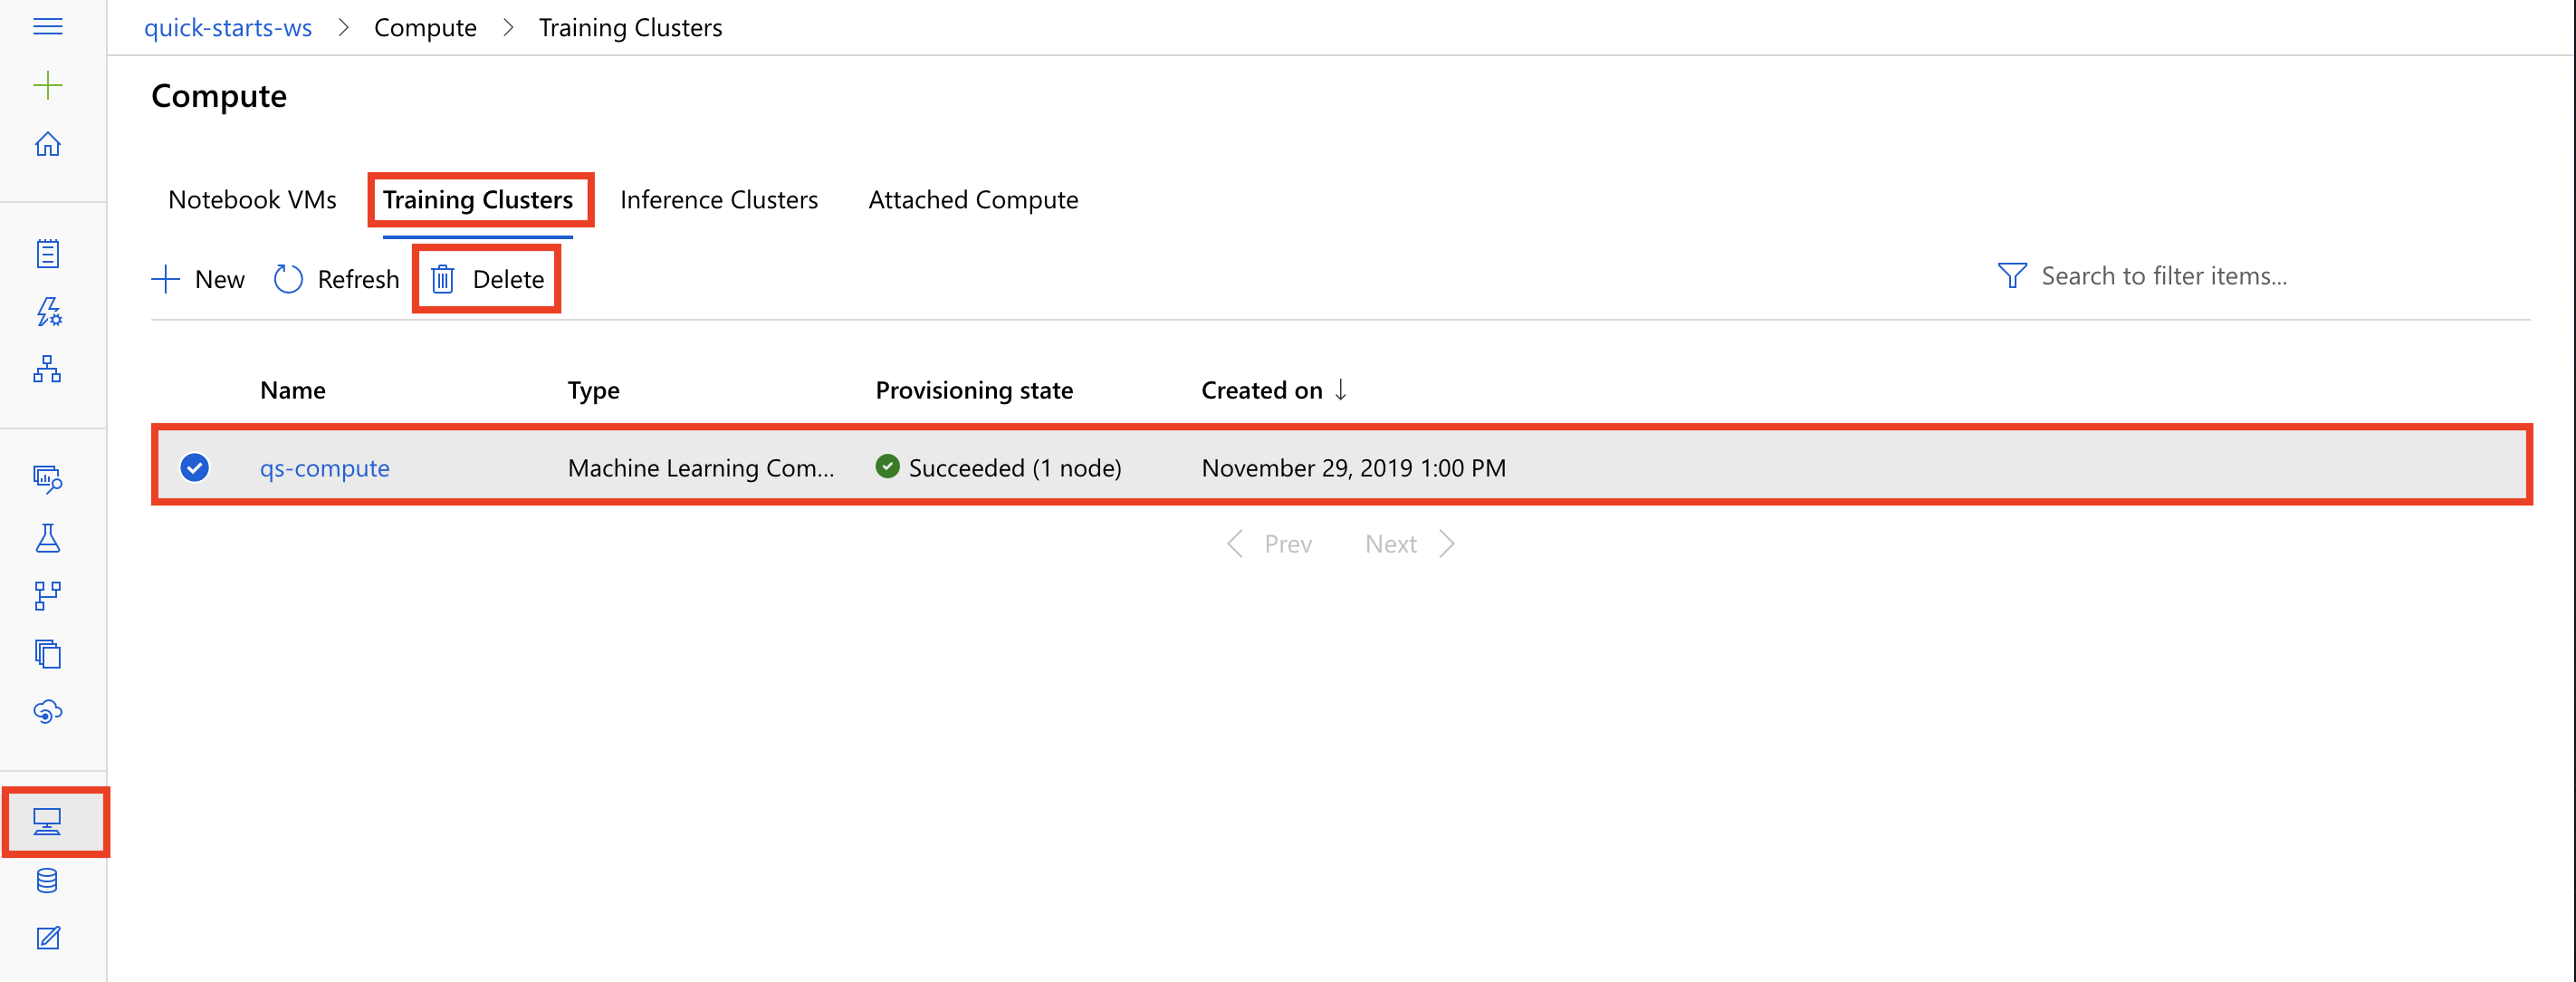 quick-starts-ws > Compute > Training Clusters
Compute
Notebook VMs Training Clusters Inference Clusters Attached Compute
New Refresh Delete Search to filter items...
Name Type Provisioning state Created on ↓
qs-compute Machine Learning Com... Succeeded (1 node) November 29, 2019 1:00 PM
< Prev Next >